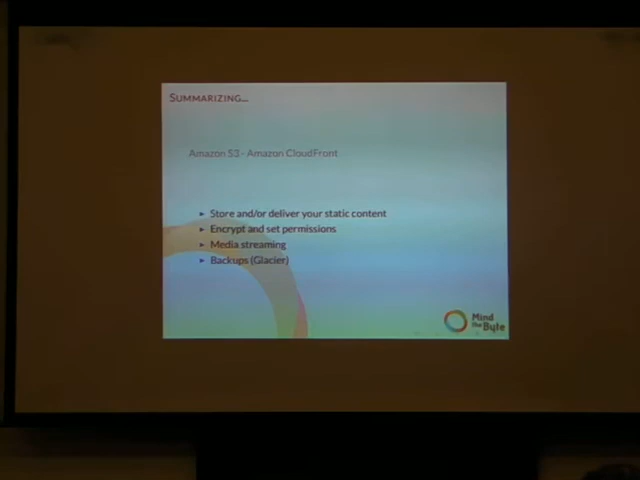 Summarizing...
Amazon S3 - Amazon CloudFront
► Store and/or deliver your static content
► Encrypt and set permissions
► Media streaming
► Backups (Glacier)
Mind
the Byte